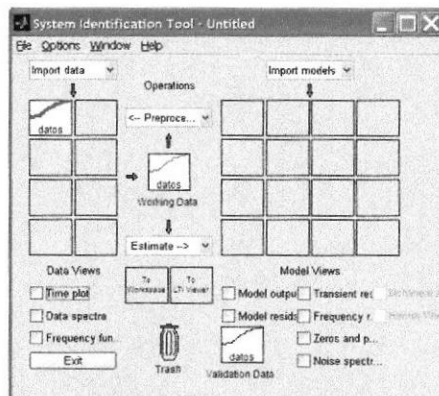 System Identification Tool - Untitled
File Options Window Help
Import data
Operations
Import models
<-- Preproce...
datos
datos
Working Data
Estimate -->
Data Views
To Workspace
To LTI Viewer
Model Views
Time plot
Model output
Transient re
Data spectra
Model resids
Frequency r.
Frequency fun...
Zeros and p...
Exit
Trash
datos
Validation Data
Noise spectr...